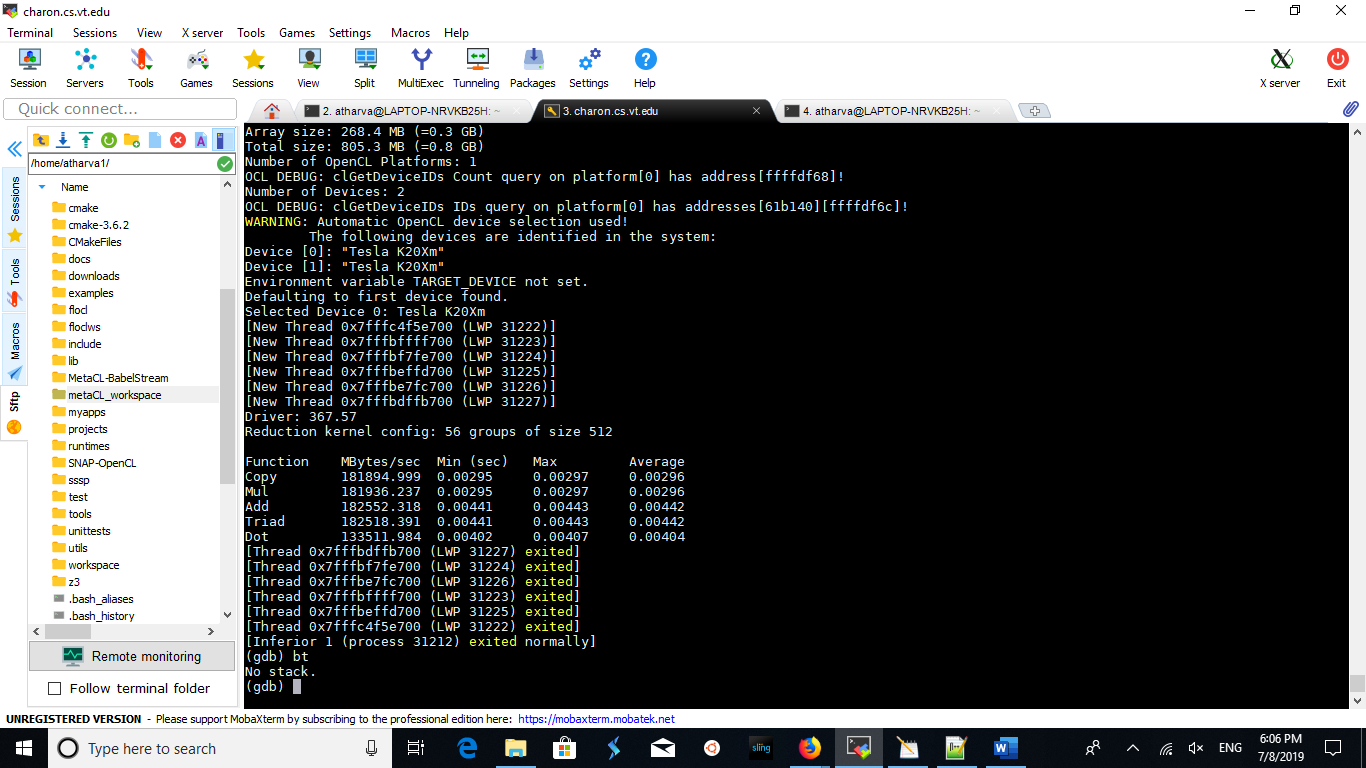 charon.cs.vt.edu
Terminal Sessions View X server Tools Games Settings Macros Help
Session Servers Tools Games Sessions View Split MultiExec Tunneling Packages Settings Help X server Exit
Quick connect...
2. atharva@LAPTOP-NRVKB25H: ~
3. charon.cs.vt.edu
4. atharva@LAPTOP-NRVKB25H: ~
/home/atharva1/
Name
cmake
cmake-3.6.2
CMakeFiles
docs
downloads
examples
flocl
floclws
include
lib
MetaCL-BabelStream
metaCL_workspace
myapps
projects
runtimes
SNAP-OpenCL
sssp
test
tools
unittests
utils
workspace
z3
.bash_aliases
.bash_history
Sessions
Tools
Macros
Sftp
Remote monitoring
Follow terminal folder
Array size: 268.4 MB (=0.3 GB)
Total size: 805.3 MB (=0.8 GB)
Number of OpenCL Platforms: 1
OCL DEBUG: clGetDeviceIDs Count query on platform[0] has address[ffffdf68]!
Number of Devices: 2
OCL DEBUG: clGetDeviceIDs IDs query on platform[0] has addresses[61b140][ffffdf6c]!
WARNING: Automatic OpenCL device selection used!
The following devices are identified in the system:
Device [0]: "Tesla K20Xm"
Device [1]: "Tesla K20Xm"
Environment variable TARGET_DEVICE not set.
Defaulting to first device found.
Selected Device 0: Tesla K20Xm
[New Thread 0x7fffc4f5e700 (LWP 31222)]
[New Thread 0x7fffbffff700 (LWP 31223)]
[New Thread 0x7fffbf7fe700 (LWP 31224)]
[New Thread 0x7fffbeffd700 (LWP 31225)]
[New Thread 0x7fffbe7fc700 (LWP 31226)]
[New Thread 0x7fffbdffb700 (LWP 31227)]
Driver: 367.57
Reduction kernel config: 56 groups of size 512
Function MBytes/sec Min (sec) Max Average
Copy 181894.999 0.00295 0.00297 0.00296
Mul 181936.237 0.00295 0.00297 0.00296
Add 182552.318 0.00441 0.00443 0.00442
Triad 182518.391 0.00441 0.00443 0.00442
Dot 133511.984 0.00402 0.00407 0.00404
[Thread 0x7fffbdffb700 (LWP 31227) exited]
[Thread 0x7fffbf7fe700 (LWP 31224) exited]
[Thread 0x7fffbe7fc700 (LWP 31226) exited]
[Thread 0x7fffbffff700 (LWP 31223) exited]
[Thread 0x7fffbeffd700 (LWP 31225) exited]
[Thread 0x7fffc4f5e700 (LWP 31222) exited]
[Inferior 1 (process 31212) exited normally]
(gdb) bt
No stack.
(gdb)
UNREGISTERED VERSION - Please support MobaXterm by subscribing to the professional edition here: https://mobaxterm.mobatek.net
Type here to search
sling
ENG
6:06 PM
7/8/2019